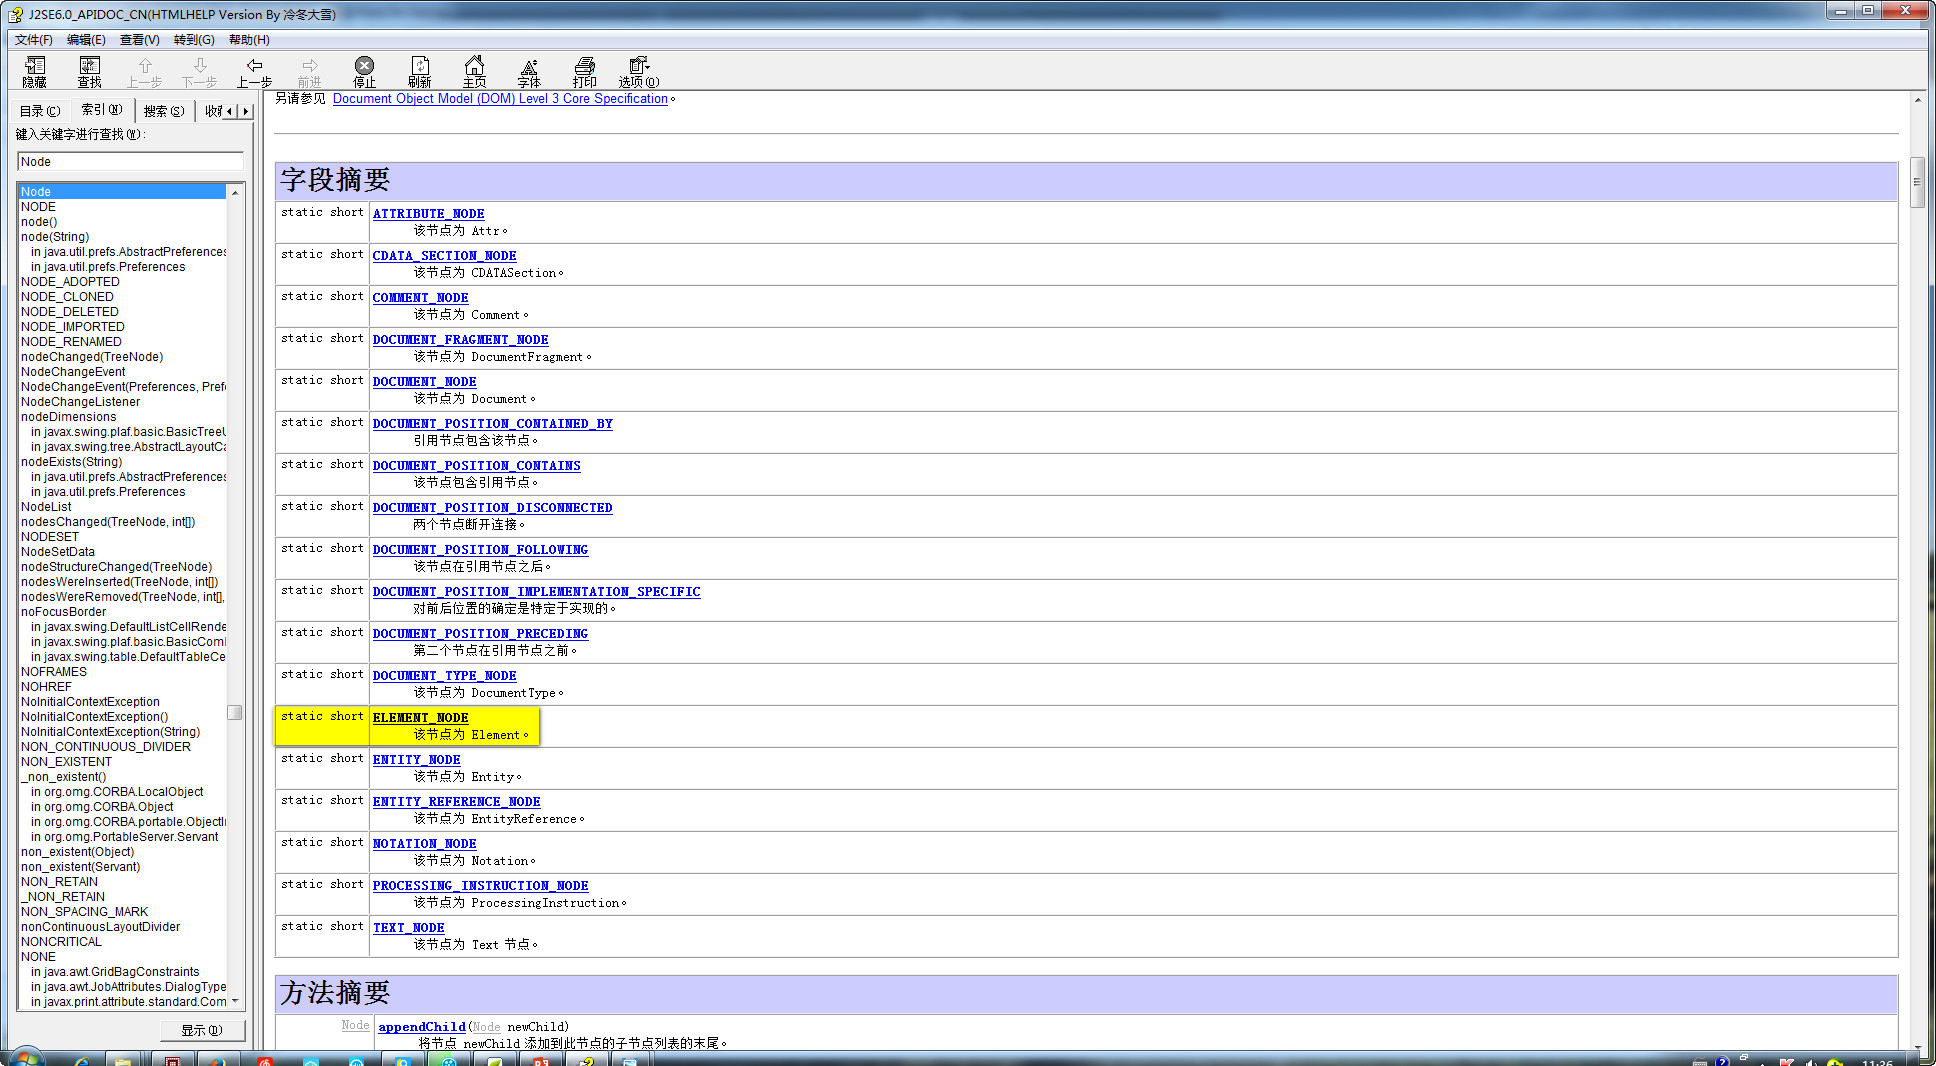 J2SE6.0_APIDOC_CN(HTMLHELP Version By 冷冬大雪)
文件(F) 编辑(E) 查看(V) 转到(G) 帮助(H)
隐藏 查找 上一步 下一步 上一步 前进 停止 刷新 主页 字体 打印 选项(O)
目录(C) 索引(N) 搜索(S)
键入关键字进行查找(W):
Node
Node
NODE
node()
node(String)
in java.util.prefs.AbstractPreferences
in java.util.prefs.Preferences
NODE_ADOPTED
NODE_CLONED
NODE_DELETED
NODE_IMPORTED
NODE_RENAMED
nodeChanged(TreeNode)
NodeChangeEvent
NodeChangeEvent(Preferences, Pref
NodeChangeListener
nodeDimensions
in javax.swing.plaf.basic.BasicTreeU
in javax.swing.tree.AbstractLayoutCa
nodeExists(String)
in java.util.prefs.AbstractPreferences
in java.util.prefs.Preferences
NodeList
nodesChanged(TreeNode, int[])
NODESET
NodeSetData
nodeStructureChanged(TreeNode)
nodesWereInserted(TreeNode, int[])
nodesWereRemoved(TreeNode, int[],
noFocusBorder
in javax.swing.DefaultListCellRende
in javax.swing.plaf.basic.BasicComl
in javax.swing.table.DefaultTableCe
NOFRAMES
NOHREF
NoInitialContextException
NoInitialContextException()
NoInitialContextException(String)
NON_CONTINUOUS_DIVIDER
NON_EXISTENT
_non_existent()
in org.omg.CORBA.LocalObject
in org.omg.CORBA.Object
in org.omg.CORBA.portable.ObjectI
in org.omg.PortableServer.Servant
non_existent(Object)
non_existent(Servant)
NON_RETAIN
_NON_RETAIN
NON_SPACING_MARK
nonContinuousLayoutDivider
NONCRITICAL
NONE
in java.awt.GridBagConstraints
in java.awt.JobAttributes.DialogType
in javax.print.attribute.standard.Com
显示(D)
另请参见 Document Object Model (DOM) Level 3 Core Specification。
字段摘要
static short ATTRIBUTE_NODE
该节点为 Attr。
static short CDATA_SECTION_NODE
该节点为 CDATASection。
static short COMMENT_NODE
该节点为 Comment。
static short DOCUMENT_FRAGMENT_NODE
该节点为 DocumentFragment。
static short DOCUMENT_NODE
该节点为 Document。
static short DOCUMENT_POSITION_CONTAINED_BY
引用节点包含该节点。
static short DOCUMENT_POSITION_CONTAINS
该节点包含引用节点。
static short DOCUMENT_POSITION_DISCONNECTED
两个节点断开连接。
static short DOCUMENT_POSITION_FOLLOWING
该节点在引用节点之后。
static short DOCUMENT_POSITION_IMPLEMENTATION_SPECIFIC
对前后位置的确定是特定于实现的。
static short DOCUMENT_POSITION_PRECEDING
第二个节点在引用节点之前。
static short DOCUMENT_TYPE_NODE
该节点为 DocumentType。
static short ELEMENT_NODE
该节点为 Element。
static short ENTITY_NODE
该节点为 Entity。
static short ENTITY_REFERENCE_NODE
该节点为 EntityReference。
static short NOTATION_NODE
该节点为 Notation。
static short PROCESSING_INSTRUCTION_NODE
该节点为 ProcessingInstruction。
static short TEXT_NODE
该节点为 Text 节点。
方法摘要
Node appendChild(Node newChild)
将节点 newChild 添加到此节点的子节点列表的末尾。